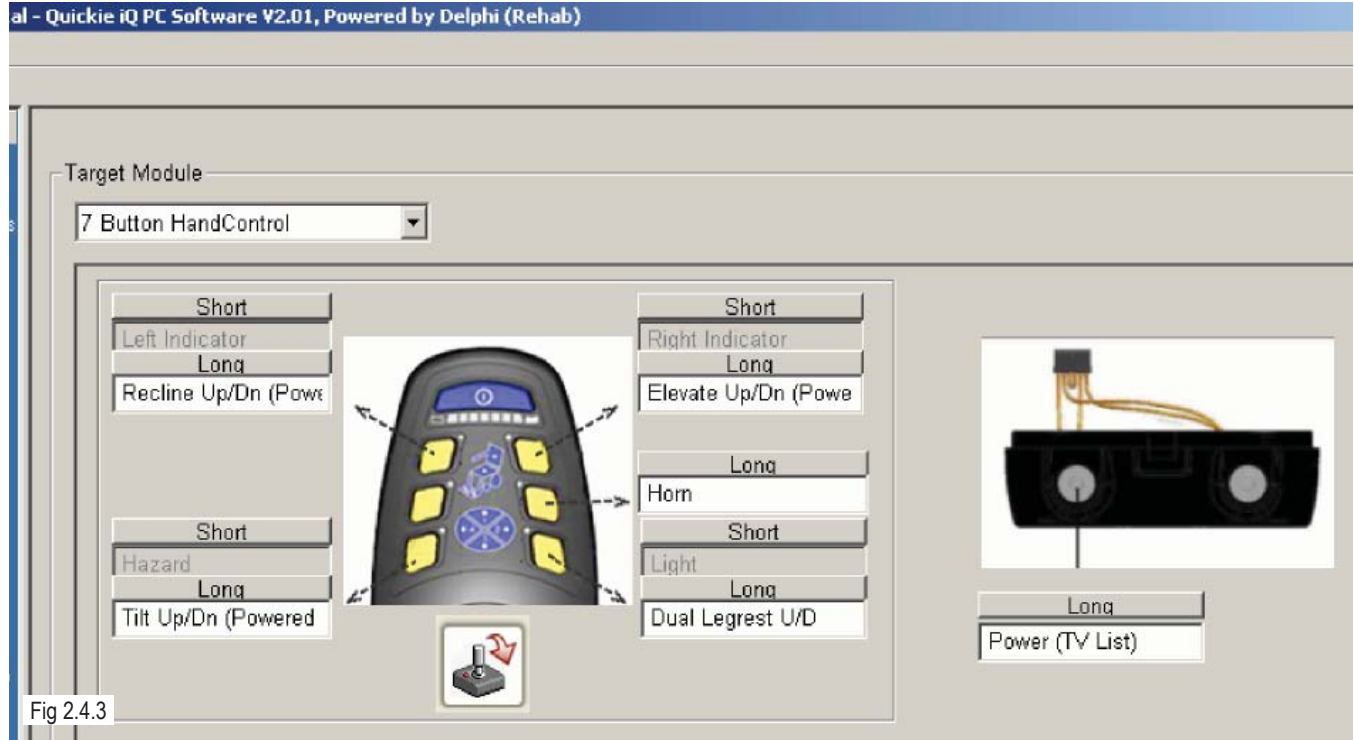 al - Quickie iQ PC Software V2.01, Powered by Delphi (Rehab)
Target Module
s
7 Button HandControl
Short
Left Indicator
Long
Recline Up/Dn (Powe
Short
Right Indicator
Long
Elevate Up/Dn (Powe
Long
Horn
Short
Hazard
Long
Tilt Up/Dn (Powered
Short
Light
Long
Dual Legrest U/D
Long
Power (TV List)
Fig 2.4.3